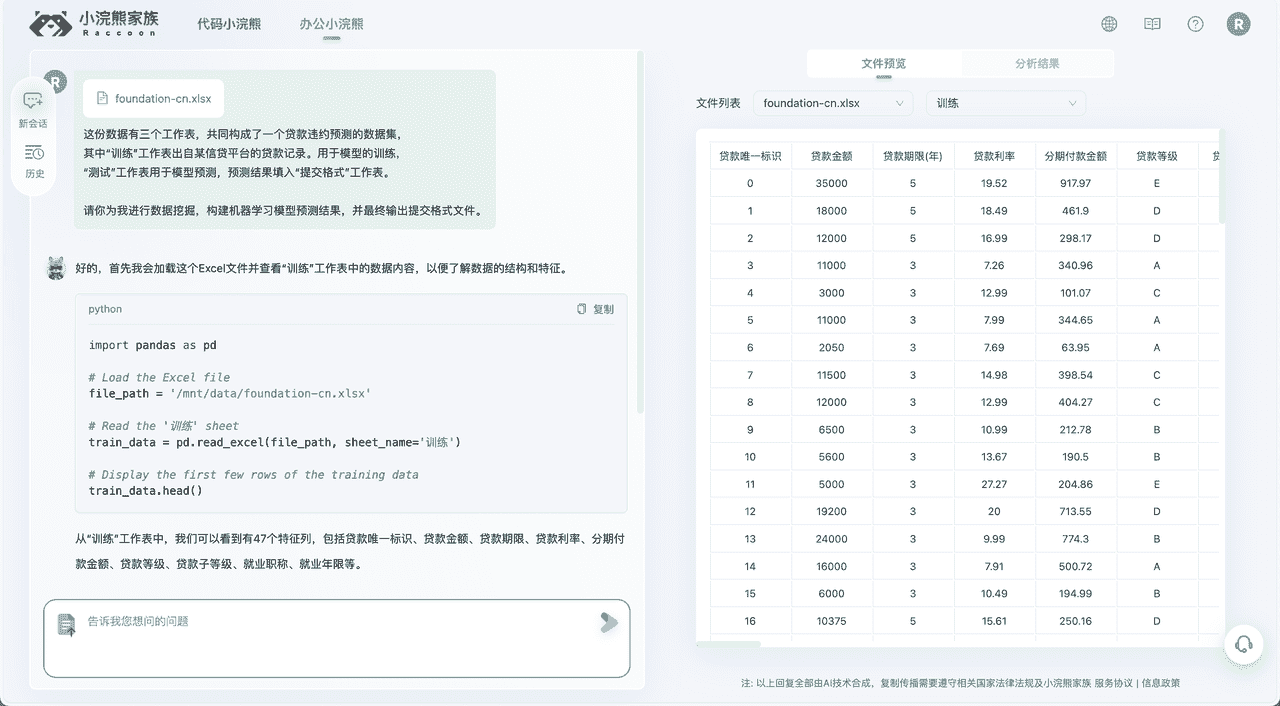 小浣熊家族
Raccoon
代码小浣熊
办公小浣熊
R
R
新会话
历史
foundation-cn.xlsx
这份数据有三个工作表，共同构成了一个贷款违约预测的数据集，
其中“训练”工作表出自某信贷平台的贷款记录。用于模型的训练，
“测试”工作表用于模型预测，预测结果填入“提交格式”工作表。
请你为我进行数据挖掘，构建机器学习模型预测结果，并最终输出提交格式文件。
好的，首先我会加载这个Excel文件并查看“训练”工作表中的数据内容，以便了解数据的结构和特征。
python 复制
import pandas as pd
# Load the Excel file
file_path = '/mnt/data/foundation-cn.xlsx'
# Read the '训练' sheet
train_data = pd.read_excel(file_path, sheet_name='训练')
# Display the first few rows of the training data
train_data.head()
从“训练”工作表中，我们可以看到有47个特征列，包括贷款唯一标识、贷款金额、贷款期限、贷款利率、分期付
款金额、贷款等级、贷款子等级、就业职称、就业年限等。
告诉我您想问的问题
文件预览 分析结果
文件列表 foundation-cn.xlsx 训练
贷款唯一标识 贷款金额 贷款期限(年) 贷款利率 分期付款金额 贷款等级
0 35000 5 19.52 917.97 E
1 18000 5 18.49 461.9 D
2 12000 5 16.99 298.17 D
3 11000 3 7.26 340.96 A
4 3000 3 12.99 101.07 C
5 11000 3 7.99 344.65 A
6 2050 3 7.69 63.95 A
7 11500 3 14.98 398.54 C
8 12000 3 12.99 404.27 C
9 6500 3 10.99 212.78 B
10 5600 3 13.67 190.5 B
11 5000 3 27.27 204.86 E
12 19200 3 20 713.55 D
13 24000 3 9.99 774.3 B
14 16000 3 7.91 500.72 A
15 6000 3 10.49 194.99 B
16 10375 5 15.61 250.16 D
注: 以上回复全部由AI技术合成，复制传播需要遵守相关国家法律法规及小浣熊家族 服务协议 | 信息政策